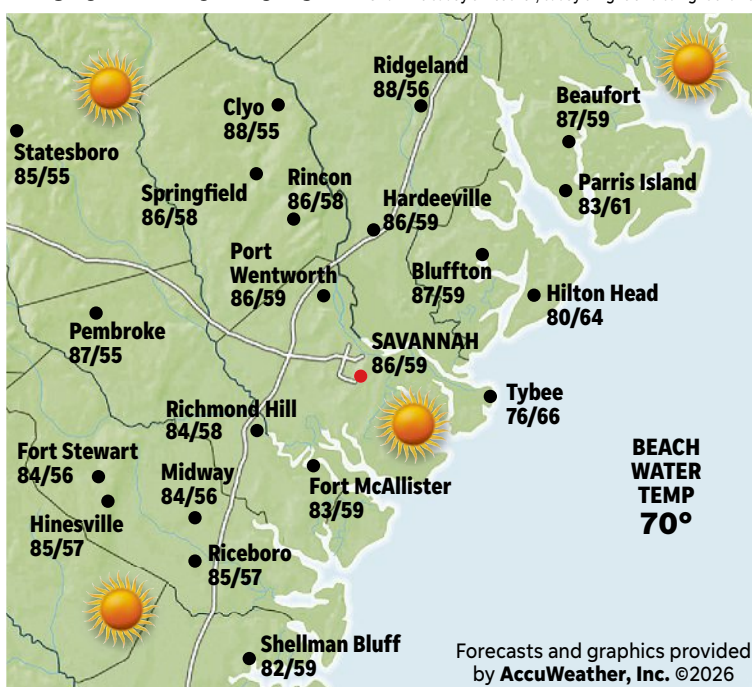 Ridgeland
88/56
Beaufort
87/59
Clyo
88/55
Statesboro
85/55
Springfield
86/58
Rincon
86/58
Parris Island
83/61
Hardeeville
86/59
Port
Wentworth
86/59
Bluffton
87/59
Hilton Head
80/64
Pembroke
87/55
SAVANNAH
86/59
Tybee
76/66
Richmond Hill
84/58
Fort Stewart
84/56
Midway
84/56
Fort McAllister
83/59
BEACH
WATER
TEMP
70°
Hinesville
85/57
Riceboro
85/57
Shellman Bluff
82/59
Forecasts and graphics provided
by AccuWeather, Inc. ©2026